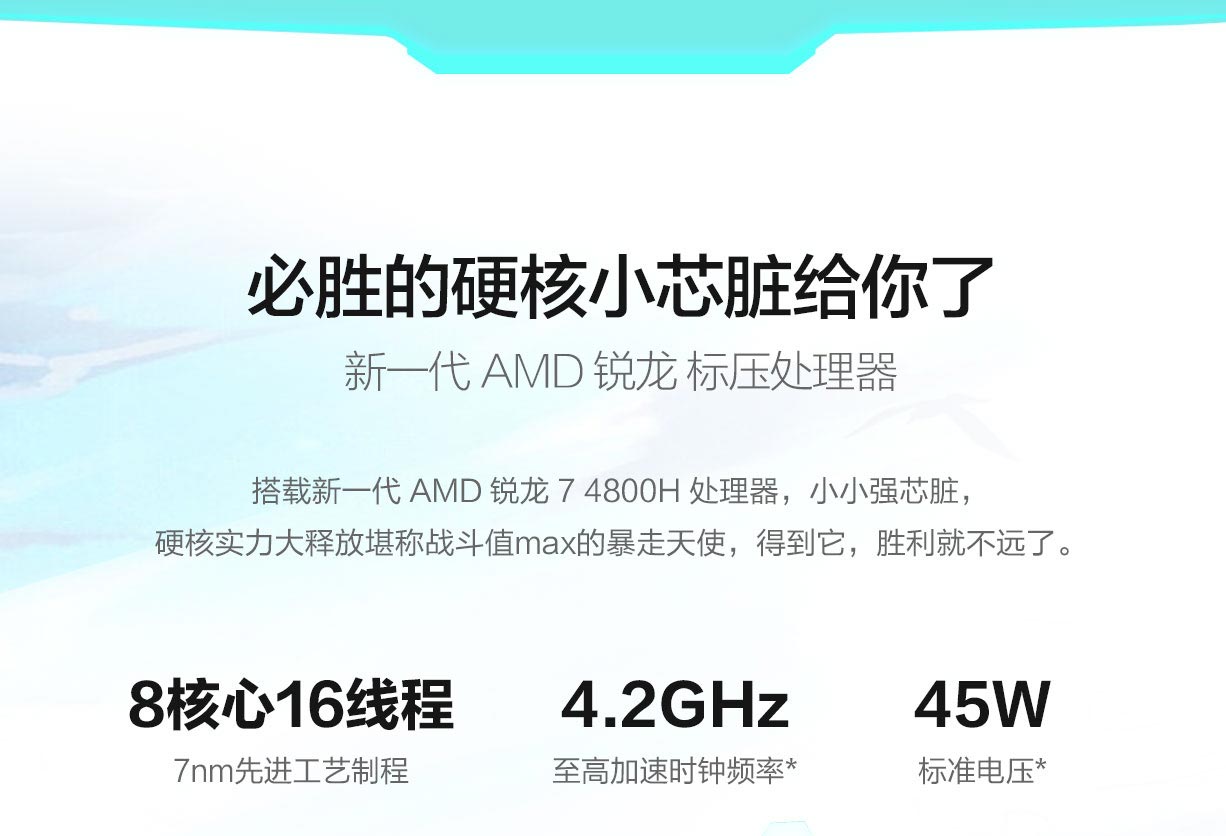 必胜的硬核小芯脏给你了
新一代 AMD 锐龙 标压处理器
搭载新一代 AMD 锐龙 7 4800H 处理器，小小强芯脏，
硬核实力大释放堪称战斗值max的暴走天使，得到它，胜利就不远了。
8核心16线程 4.2GHz 45W
7nm先进工艺制程 至高加速时钟频率* 标准电压*